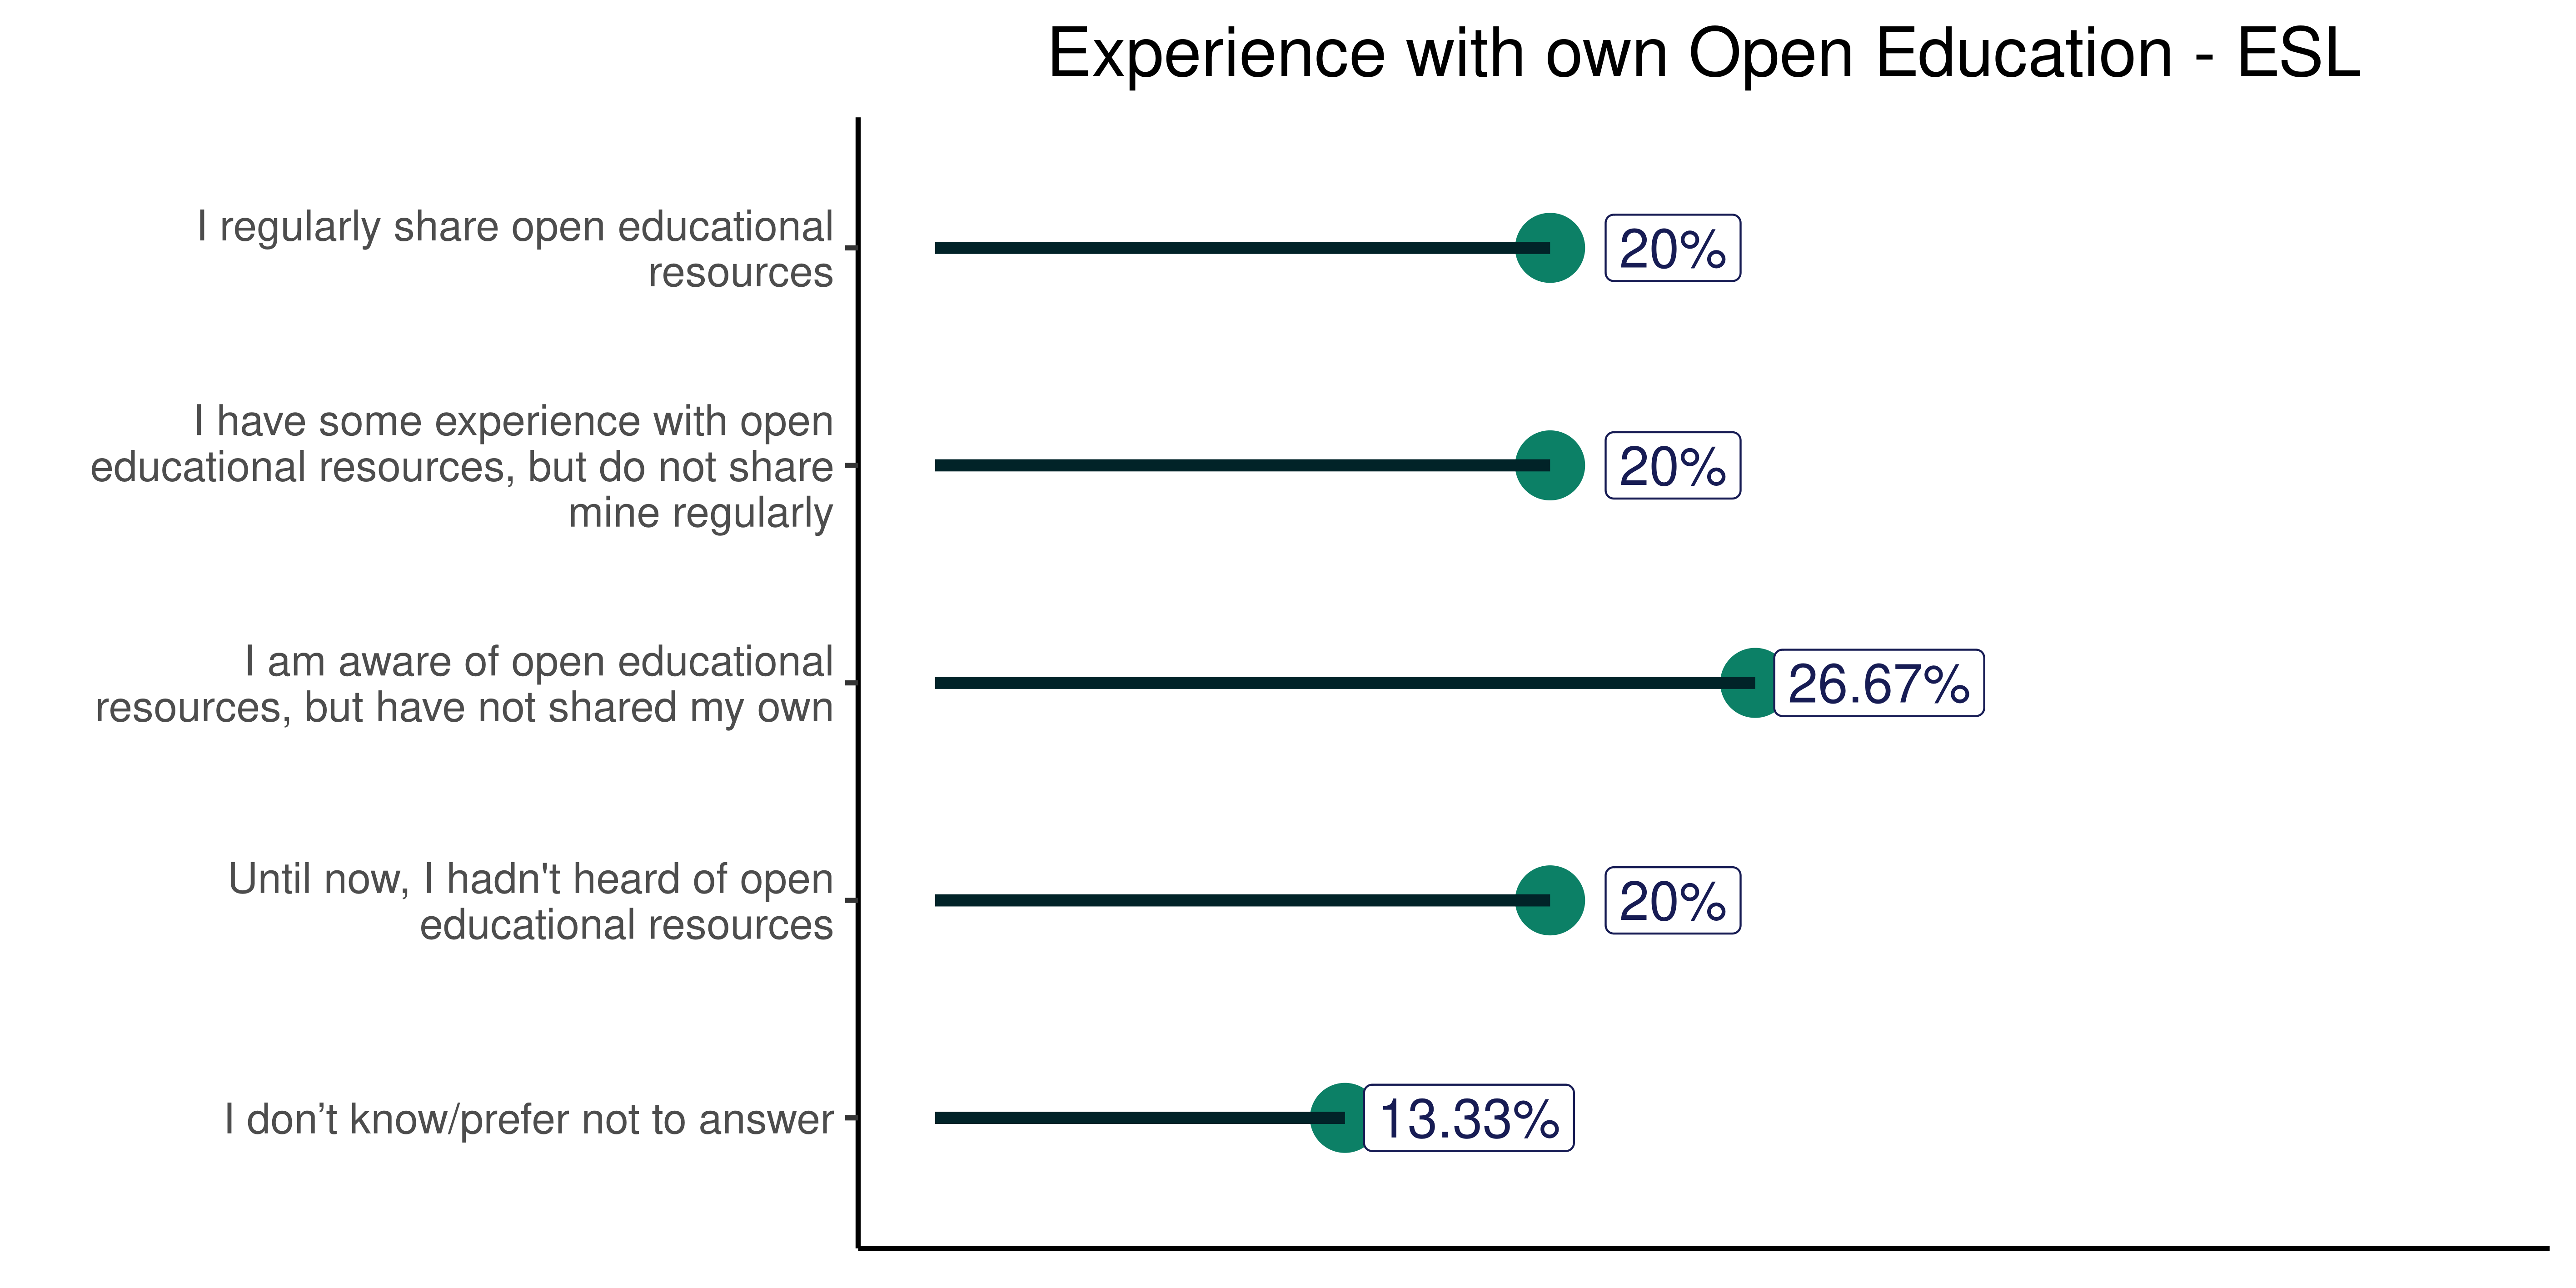 Experience with own Open Education - ESL
I regularly share open educational
resources
20%
I have some experience with open
educational resources, but do not share
mine regularly
20%
I am aware of open educational
resources, but have not shared my own
26.67%
Until now, I hadn't heard of open
educational resources
20%
I don’t know/prefer not to answer
13.33%